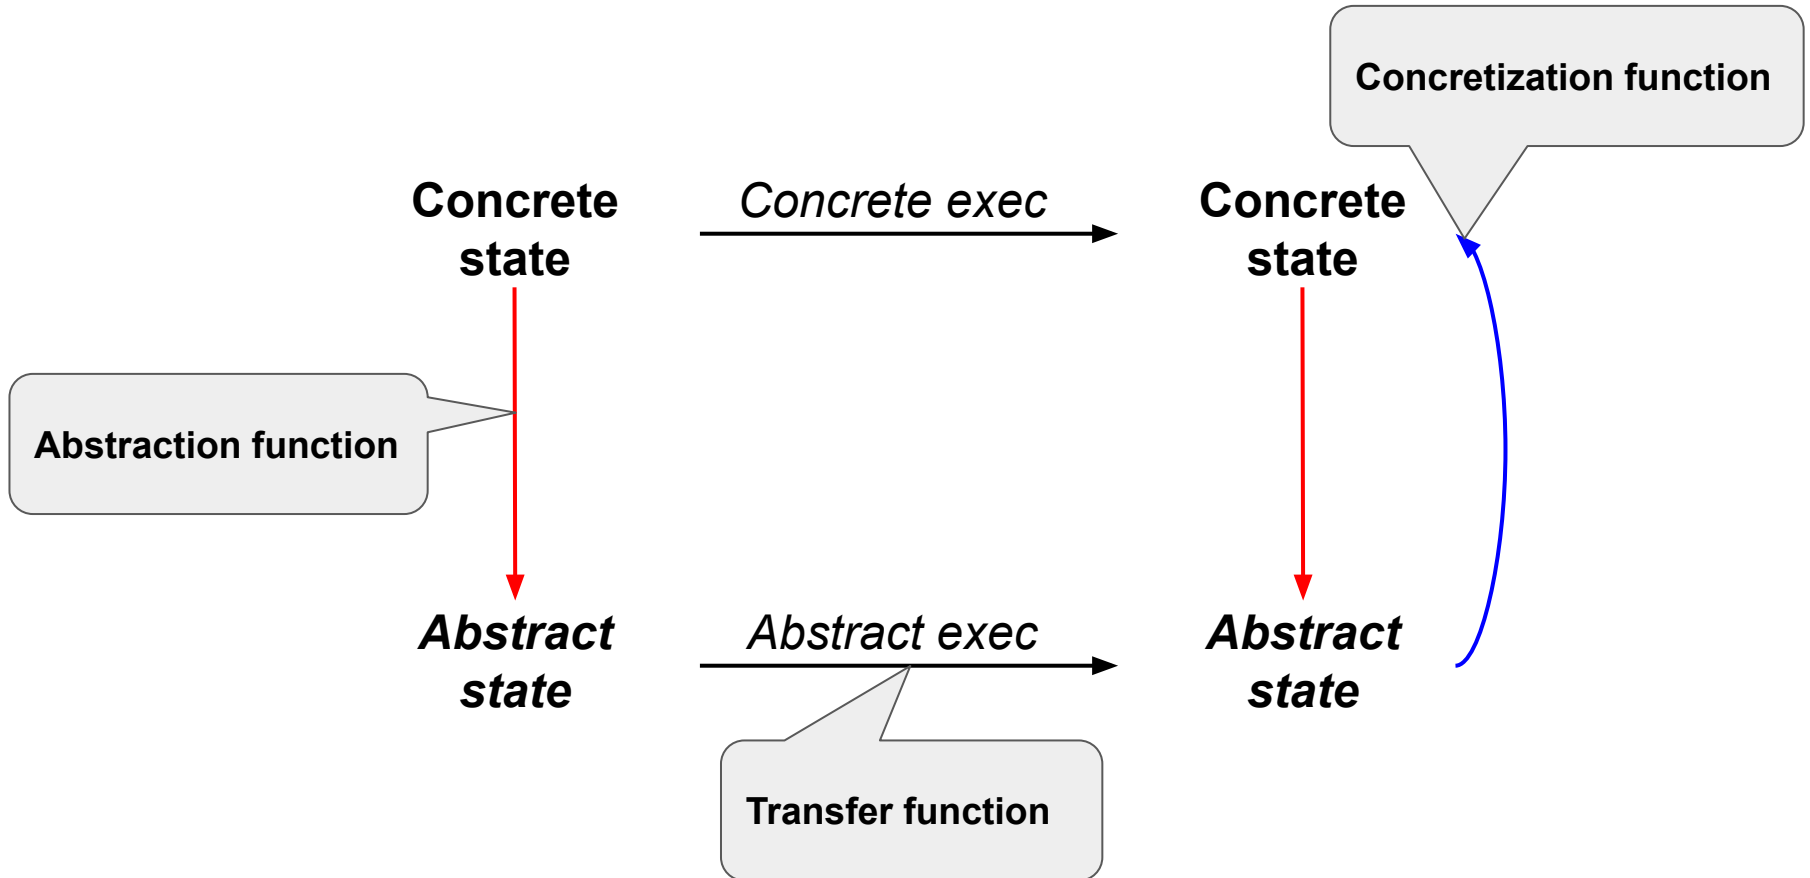 Concretization function
Concrete
state
Concrete exec
Concrete
state
Abstraction function
Abstract
state
Abstract exec
Abstract
state
Transfer function